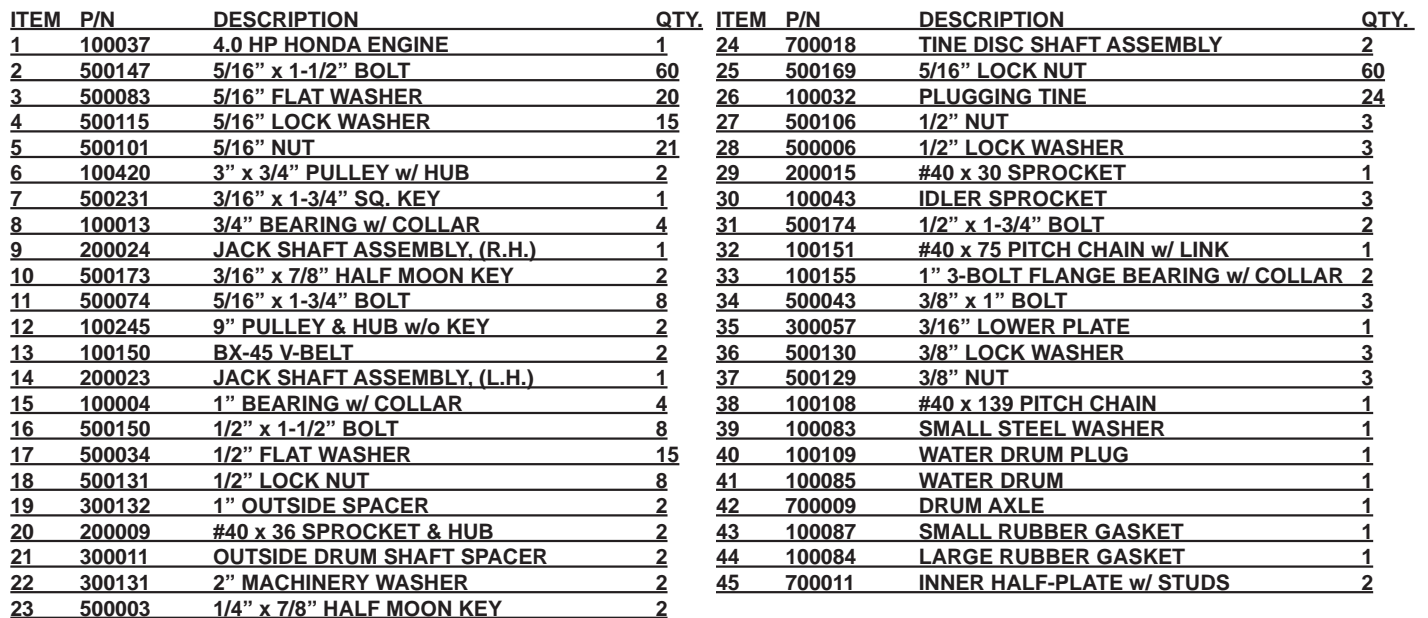 ITEM P/N DESCRIPTION QTY.
1 100037 4.0 HP HONDA ENGINE 1
2 500147 5/16” x 1-1/2” BOLT 60
3 500083 5/16” FLAT WASHER 20
4 500115 5/16” LOCK WASHER 15
5 500101 5/16” NUT 21
6 100420 3” x 3/4” PULLEY w/ HUB 2
7 500231 3/16” x 1-3/4” SQ. KEY 1
8 100013 3/4” BEARING w/ COLLAR 4
9 200024 JACK SHAFT ASSEMBLY, (R.H.) 1
10 500173 3/16” x 7/8” HALF MOON KEY 2
11 500074 5/16” x 1-3/4” BOLT 8
12 100245 9” PULLEY & HUB w/o KEY 2
13 100150 BX-45 V-BELT 2
14 200023 JACK SHAFT ASSEMBLY, (L.H.) 1
15 100004 1” BEARING w/ COLLAR 4
16 500150 1/2” x 1-1/2” BOLT 8
17 500034 1/2” FLAT WASHER 15
18 500131 1/2” LOCK NUT 8
19 300132 1” OUTSIDE SPACER 2
20 200009 #40 x 36 SPROCKET & HUB 2
21 300011 OUTSIDE DRUM SHAFT SPACER 2
22 300131 2” MACHINERY WASHER 2
23 500003 1/4” x 7/8” HALF MOON KEY 2
ITEM P/N DESCRIPTION QTY.
24 700018 TINE DISC SHAFT ASSEMBLY 2
25 500169 5/16” LOCK NUT 60
26 100032 PLUGGING TINE 24
27 500106 1/2” NUT 3
28 500006 1/2” LOCK WASHER 3
29 200015 #40 x 30 SPROCKET 1
30 100043 IDLER SPROCKET 3
31 500174 1/2” x 1-3/4” BOLT 2
32 100151 #40 x 75 PITCH CHAIN w/ LINK 1
33 100155 1” 3-BOLT FLANGE BEARING w/ COLLAR 2
34 500043 3/8” x 1” BOLT 3
35 300057 3/16” LOWER PLATE 1
36 500130 3/8” LOCK WASHER 3
37 500129 3/8” NUT 3
38 100108 #40 x 139 PITCH CHAIN 1
39 100083 SMALL STEEL WASHER 1
40 100109 WATER DRUM PLUG 1
41 100085 WATER DRUM 1
42 700009 DRUM AXLE 1
43 100087 SMALL RUBBER GASKET 1
44 100084 LARGE RUBBER GASKET 1
45 700011 INNER HALF-PLATE w/ STUDS 2